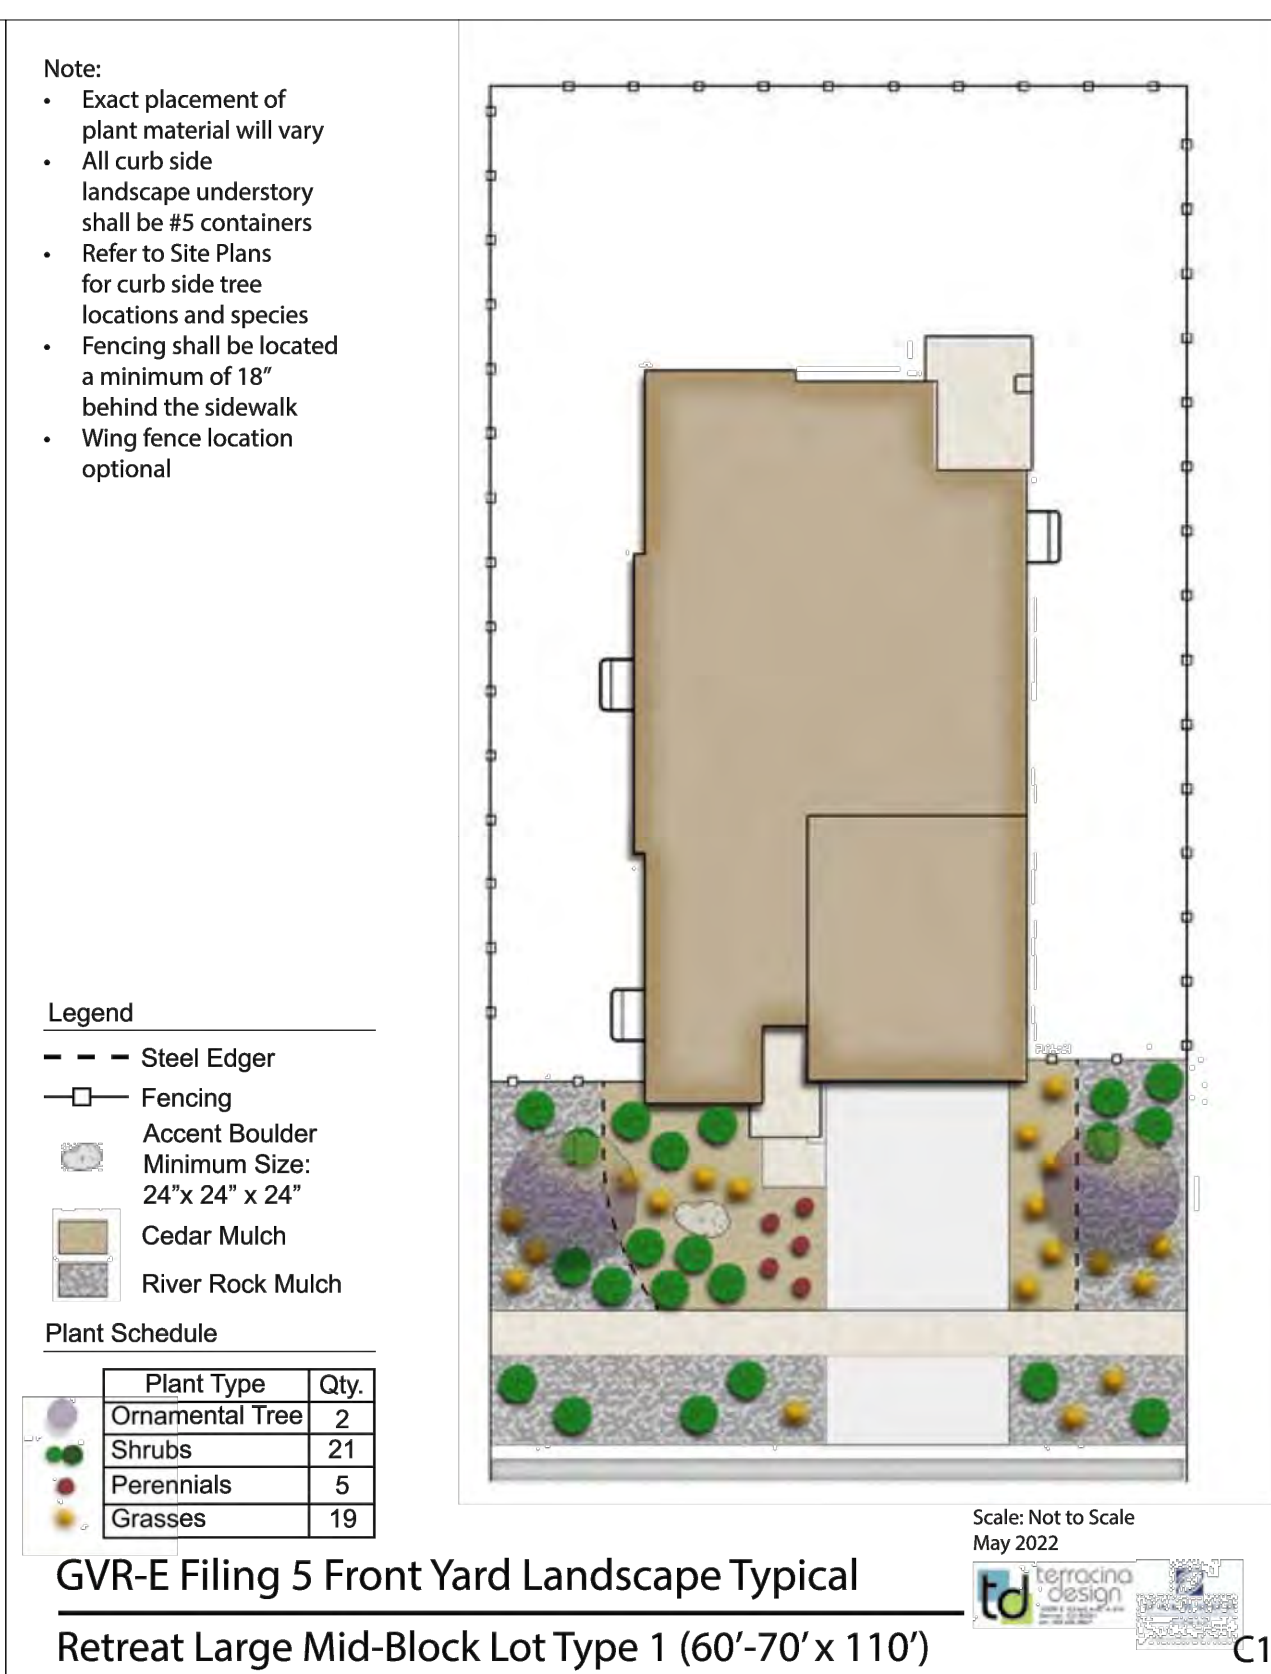 Note:
• Exact placement of
plant material will vary
• All curb side
landscape understory
shall be #5 containers
• Refer to Site Plans
for curb side tree
locations and species
• Fencing shall be located
a minimum of 18”
behind the sidewalk
• Wing fence location
optional
Legend
Steel Edger
Fencing
Accent Boulder
Minimum Size:
24”x 24” x 24”
Cedar Mulch
River Rock Mulch
Plant Schedule
Plant Type Qty.
Ornamental Tree 2
Shrubs 21
Perennials 5
Grasses 19
Scale: Not to Scale
May 2022
td terracina
design
GVR-E Filing 5 Front Yard Landscape Typical
Retreat Large Mid-Block Lot Type 1 (60’-70’ x 110’)
C1